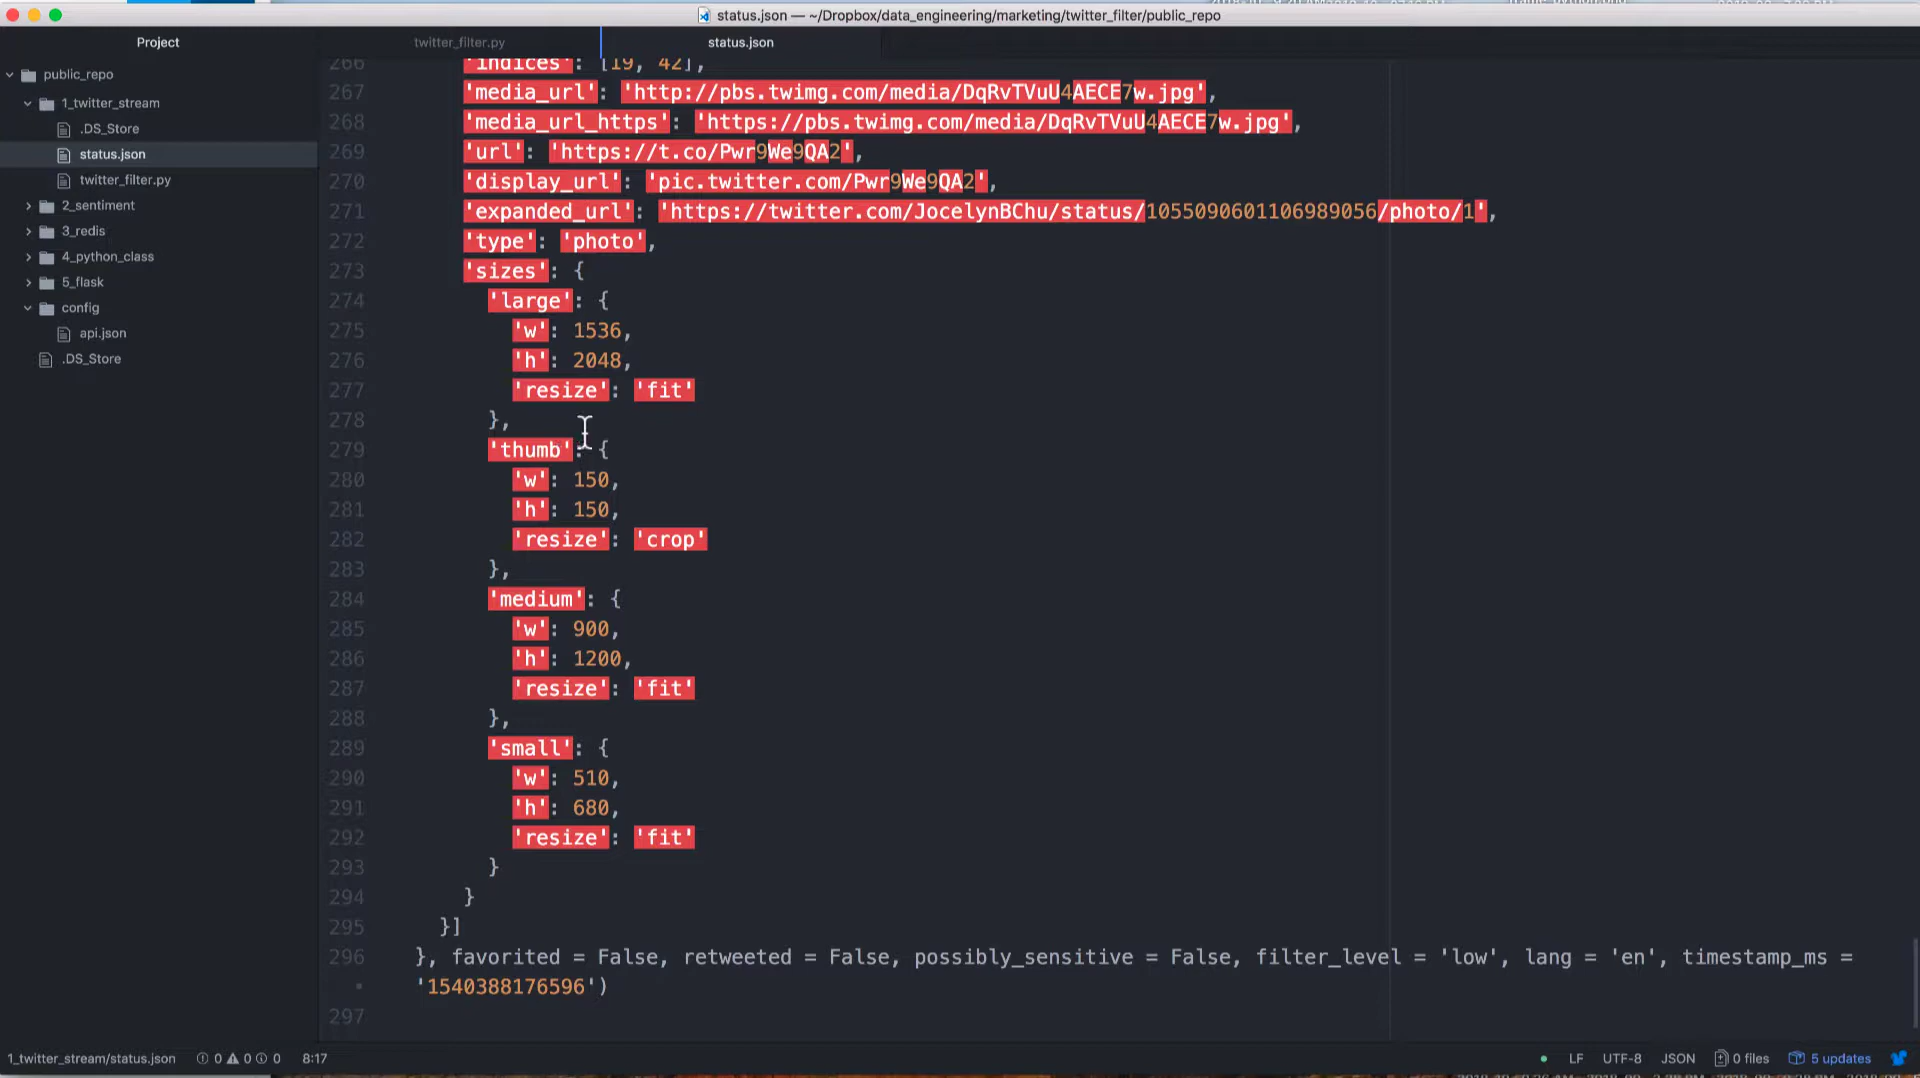 status.json — ~/Dropbox/data_engineering/marketing/twitter_filter/public_repo
Project
twitter_filter.py
status.json
public_repo
1_twitter_stream
.DS_Store
status.json
twitter_filter.py
2_sentiment
3_redis
4_python_class
5_flask
config
api.json
.DS_Store
266 'indices': [19, 42],
267 'media_url': 'http://pbs.twimg.com/media/DqRvTVuU4AECE7w.jpg',
268 'media_url_https': 'https://pbs.twimg.com/media/DqRvTVuU4AECE7w.jpg',
269 'url': 'https://t.co/Pwr9We9QA2',
270 'display_url': 'pic.twitter.com/Pwr9We9QA2',
271 'expanded_url': 'https://twitter.com/JocelynBChu/status/1055090601106989056/photo/1',
272 'type': 'photo',
273 'sizes': {
274 'large': {
275 'w': 1536,
276 'h': 2048,
277 'resize': 'fit'
278 },
279 'thumb': {
280 'w': 150,
281 'h': 150,
282 'resize': 'crop'
283 },
284 'medium': {
285 'w': 900,
286 'h': 1200,
287 'resize': 'fit'
288 },
289 'small': {
290 'w': 510,
291 'h': 680,
292 'resize': 'fit'
293 }
294 }
295 }]
296 }, favorited = False, retweeted = False, possibly_sensitive = False, filter_level = 'low', lang = 'en', timestamp_ms =
• '1540388176596')
297
1_twitter_stream/status.json 0 0 0 8:17
LF UTF-8 JSON 0 files 5 updates